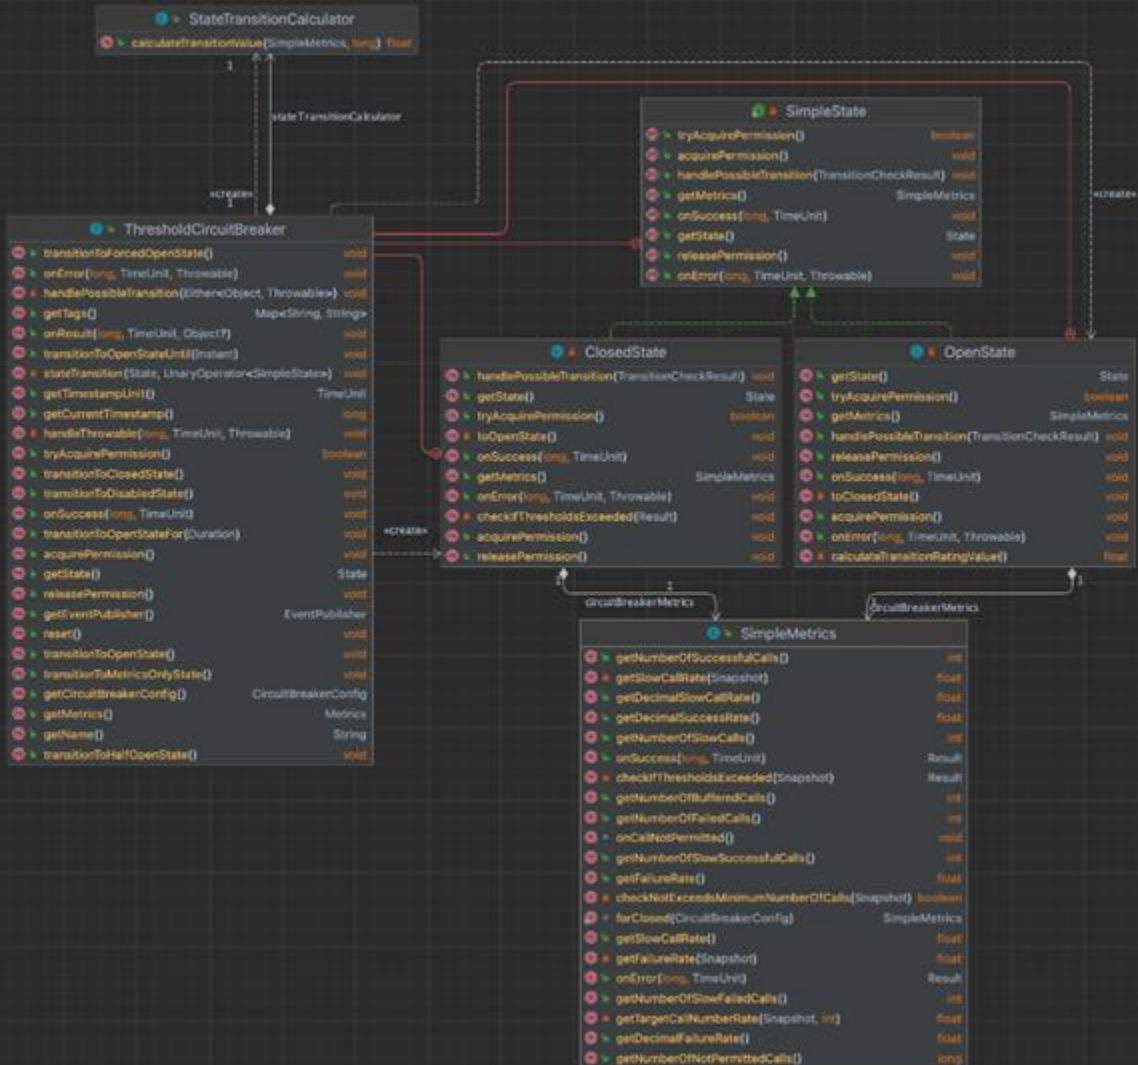 StateTransitionCalculator
calculateTransitionValue(SimpleMetrics, long) float
1
stateTransitionCalculator
«create»
1
SimpleState
tryAcquirePermission() boolean
acquirePermission() void
handlePossibleTransition(TransitionCheckResult) void
getMetrics() SimpleMetrics
onSuccess(long, TimeUnit) void
getState() State
releasePermission() void
onError(long, TimeUnit, Throwable) void
«create»
ThresholdCircuitBreaker
transitionToForcedOpenState() void
onError(long, TimeUnit, Throwable) void
handlePossibleTransition(Either<Object, Throwable>) void
getTags() Map<String, String>
onResult(long, TimeUnit, Object?) void
transitionToOpenStateUntil(Instant) void
stateTransition(State, UnaryOperator<SimpleState>) void
getTimestampUnit() TimeUnit
getCurrentTimestamp() long
handleThrowable(long, TimeUnit, Throwable) void
tryAcquirePermission() boolean
transitionToClosedState() void
transitionToDisabledState() void
onSuccess(long, TimeUnit) void
transitionToOpenStateFor(Duration) void
acquirePermission() void
getState() State
releasePermission() void
getEventPublisher() EventPublisher
reset() void
transitionToOpenState() void
transitionToMetricsOnlyState() void
getCircuitBreakerConfig() CircuitBreakerConfig
getMetrics() Metrics
getName() String
transitionToHalfOpenState() void
«create»
ClosedState
handlePossibleTransition(TransitionCheckResult) void
getState() State
tryAcquirePermission() boolean
toOpenState() void
onSuccess(long, TimeUnit) void
getMetrics() SimpleMetrics
onError(long, TimeUnit, Throwable) void
checkIfThresholdsExceeded(Result) void
acquirePermission() void
releasePermission() void
OpenState
getState() State
tryAcquirePermission() boolean
getMetrics() SimpleMetrics
handlePossibleTransition(TransitionCheckResult) void
releasePermission() void
onSuccess(long, TimeUnit) void
toClosedState() void
acquirePermission() void
onError(long, TimeUnit, Throwable) void
calculateTransitionRatingValue() float
1
1
circuitBreakerMetrics
1
circuitBreakerMetrics
SimpleMetrics
getNumberOfSuccessfulCalls() int
getSlowCallRate(Snapshot) float
getDecimalSlowCallRate() float
getDecimalSuccessRate() float
getNumberOfSlowCalls() int
onSuccess(long, TimeUnit) Result
checkIfThresholdsExceeded(Snapshot) Result
getNumberOfBufferedCalls() int
getNumberOfFailedCalls() int
onCallNotPermitted() void
getNumberOfSlowSuccessfulCalls() int
getFailureRate() float
checkNotExceedsMinimumNumberOfCalls(Snapshot) boolean
forClosed(CircuitBreakerConfig) SimpleMetrics
getSlowCallRate() float
getFailureRate(Snapshot) float
onError(long, TimeUnit) Result
getNumberOfSlowFailedCalls() int
getTargetCallNumberRate(Snapshot, int) float
getDecimalFailureRate() float
getNumberOfNotPermittedCalls() long